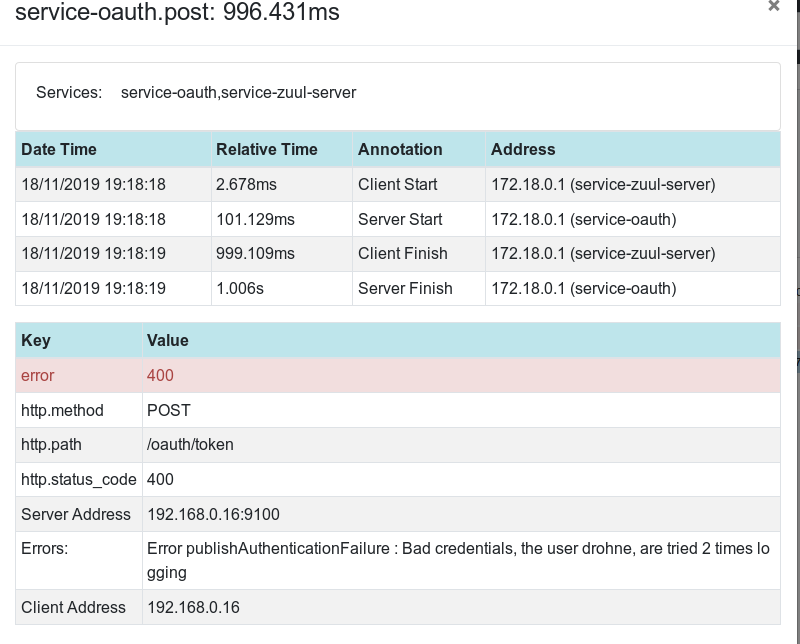 service-oauth.post: 996.431ms ×
Services: service-oauth,service-zuul-server
Date Time Relative Time Annotation Address
18/11/2019 19:18:18 2.678ms Client Start 172.18.0.1 (service-zuul-server)
18/11/2019 19:18:18 101.129ms Server Start 172.18.0.1 (service-oauth)
18/11/2019 19:18:19 999.109ms Client Finish 172.18.0.1 (service-zuul-server)
18/11/2019 19:18:19 1.006s Server Finish 172.18.0.1 (service-oauth)
Key Value
error 400
http.method POST
http.path /oauth/token
http.status_code 400
Server Address 192.168.0.16:9100
Errors: Error publishAuthenticationFailure : Bad credentials, the user drohne, are tried 2 times lo
gging
Client Address 192.168.0.16